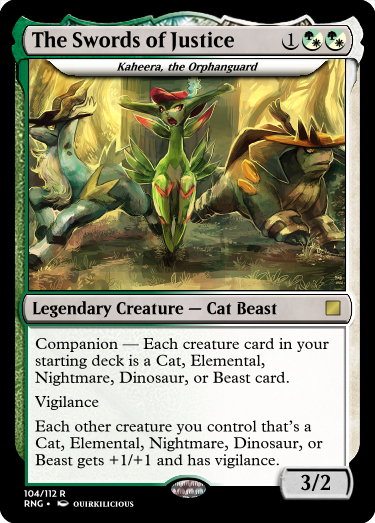 The Swords of Justice 1
Kaheera, the Orphanguard
Legendary Creature — Cat Beast
Companion — Each creature card in your
starting deck is a Cat, Elemental,
Nightmare, Dinosaur, or Beast card.
Vigilance
Each other creature you control that's a
Cat, Elemental, Nightmare, Dinosaur, or
Beast gets +1/+1 and has vigilance.
3/2
104/112 R
RNG • QUIRKILICIOUS